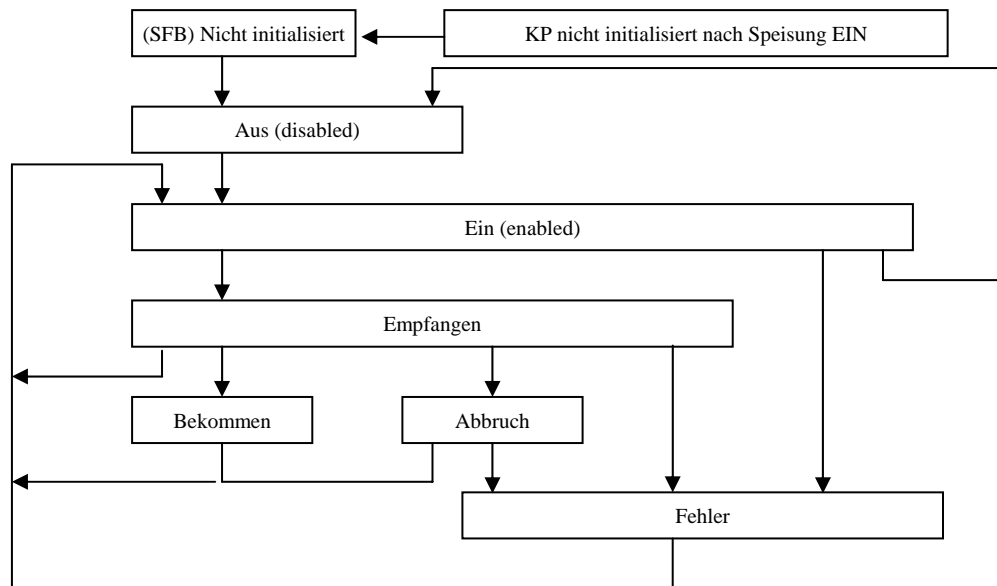 (SFB) Nicht initialisiert
KP nicht initialisiert nach Speisung EIN
Aus (disabled)
Ein (enabled)
Empfangen
Bekommen
Abbruch
Fehler